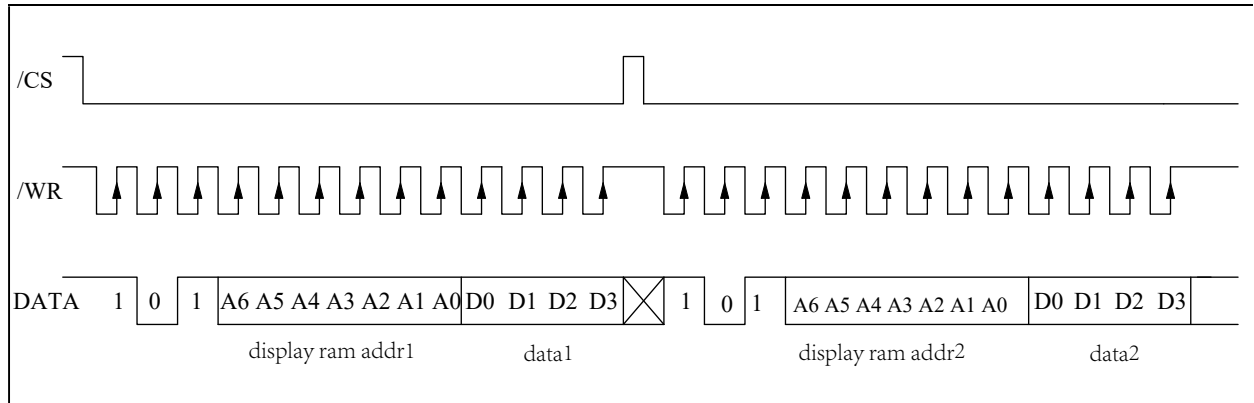 /CS
/WR
DATA 1 0 1 A6 A5 A4 A3 A2 A1 A0 D0 D1 D2 D3 1 0 1 A6 A5 A4 A3 A2 A1 A0 D0 D1 D2 D3
display ram addr1 data1 display ram addr2 data2